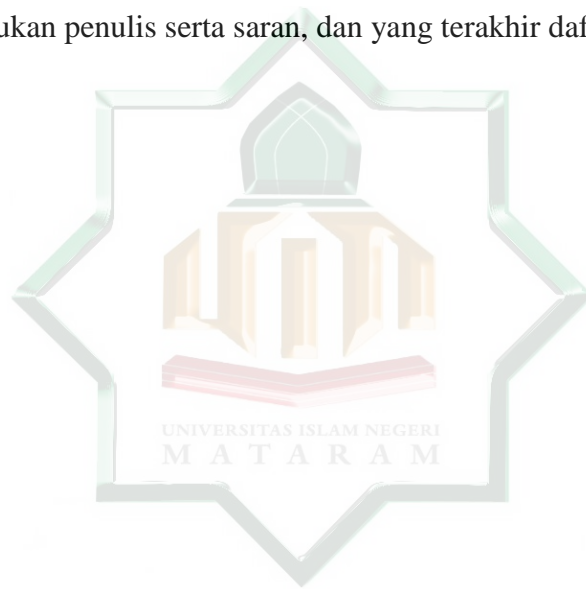 ukan penulis serta saran, dan yang terakhir daf
UNIVERSITAS ISLAM NEGERI
M A T A R A M